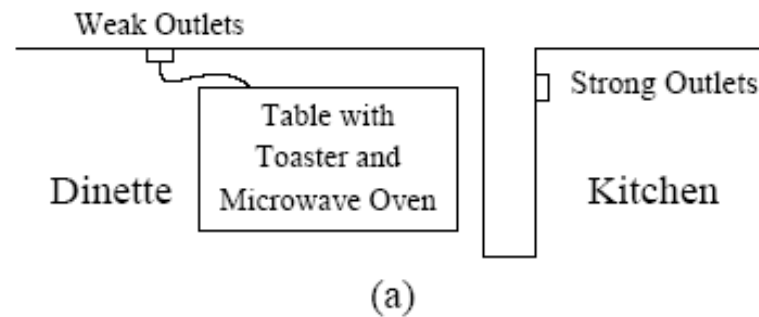 Weak Outlets
Strong Outlets
Table with
Toaster and
Microwave Oven
Dinette
Kitchen
(a)